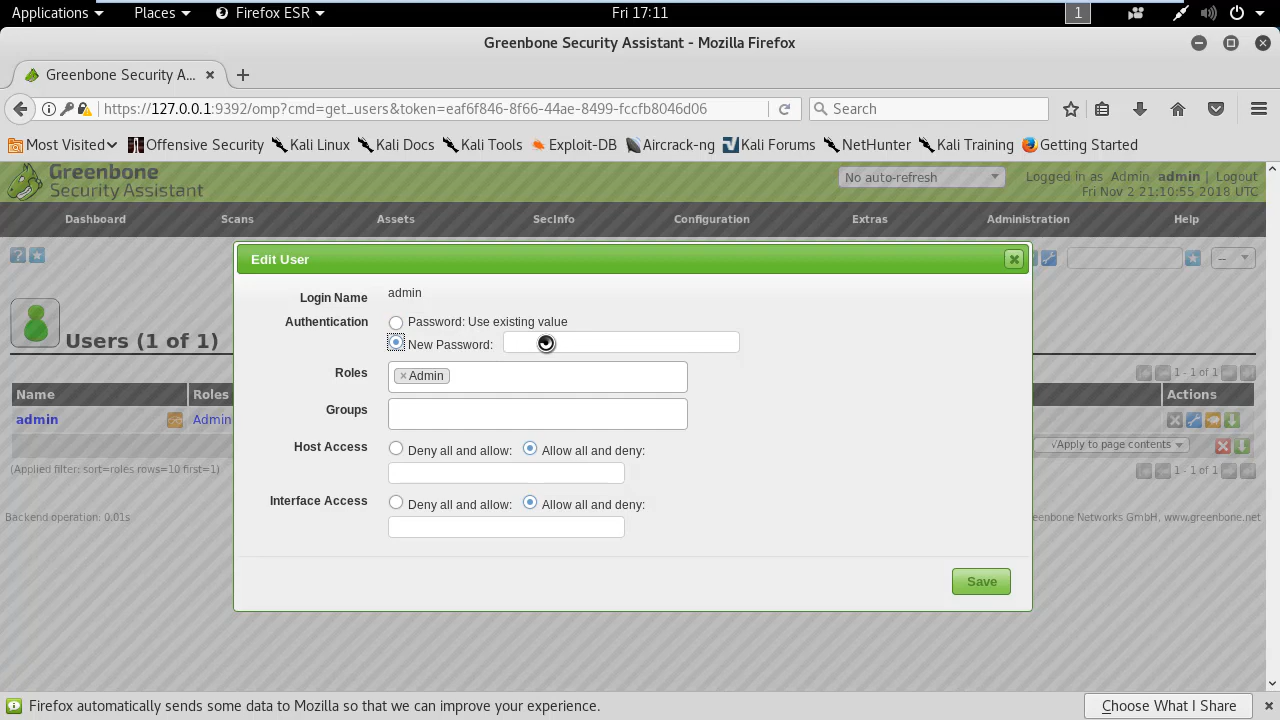 Applications Places Firefox ESR Fri 17:11 1
Greenbone Security Assistant - Mozilla Firefox
Greenbone Security A...
https://127.0.0.1:9392/omp?cmd=get_users&token=eaf6f846-8f66-44ae-8499-fccfb8046d06 Search
Most Visited Offensive Security Kali Linux Kali Docs Kali Tools Exploit-DB Aircrack-ng Kali Forums NetHunter Kali Training Getting Started
Greenbone
Security Assistant
No auto-refresh Logged in as Admin admin | Logout
Fri Nov 2 21:10:55 2018 UTC
Dashboard Scans Assets SecInfo Configuration Extras Administration Help
Edit User
--
Login Name admin
Authentication Password: Use existing value
New Password:
Users (1 of 1)
Roles ×Admin
1 - 1 of 1
Name Roles Actions
admin Admin
Groups
Host Access Deny all and allow: Allow all and deny:
√Apply to page contents
(Applied filter: sort=roles rows=10 first=1) 1 - 1 of 1
Interface Access Deny all and allow: Allow all and deny:
Backend operation: 0.01s eenbone Networks GmbH, www.greenbone.net
Save
Firefox automatically sends some data to Mozilla so that we can improve your experience. Choose What I Share